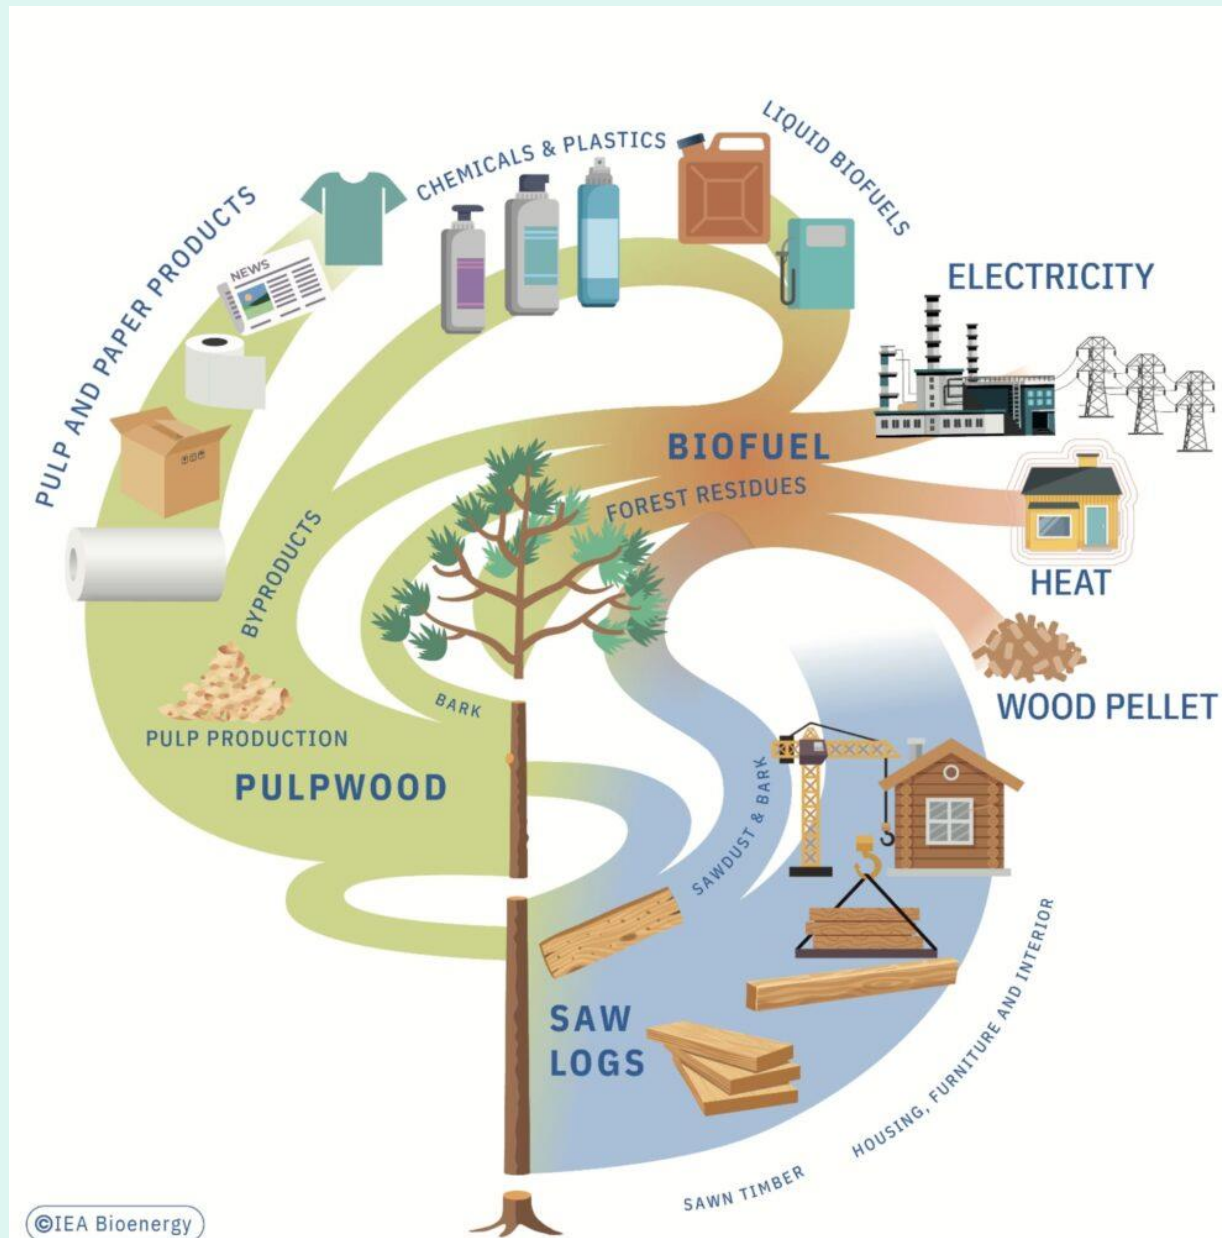 CHEMICALS & PLASTICS
LIQUID BIOFUELS
PULP AND PAPER PRODUCTS
NEWS
ELECTRICITY
BIOFUEL
FOREST RESIDUES
HEAT
BYPRODUCTS
WOOD PELLET
BARK
PULP PRODUCTION
PULPWOOD
SAWDUST & BARK
SAW
LOGS
HOUSING, FURNITURE AND INTERIOR
SAWN TIMBER
©IEA Bioenergy